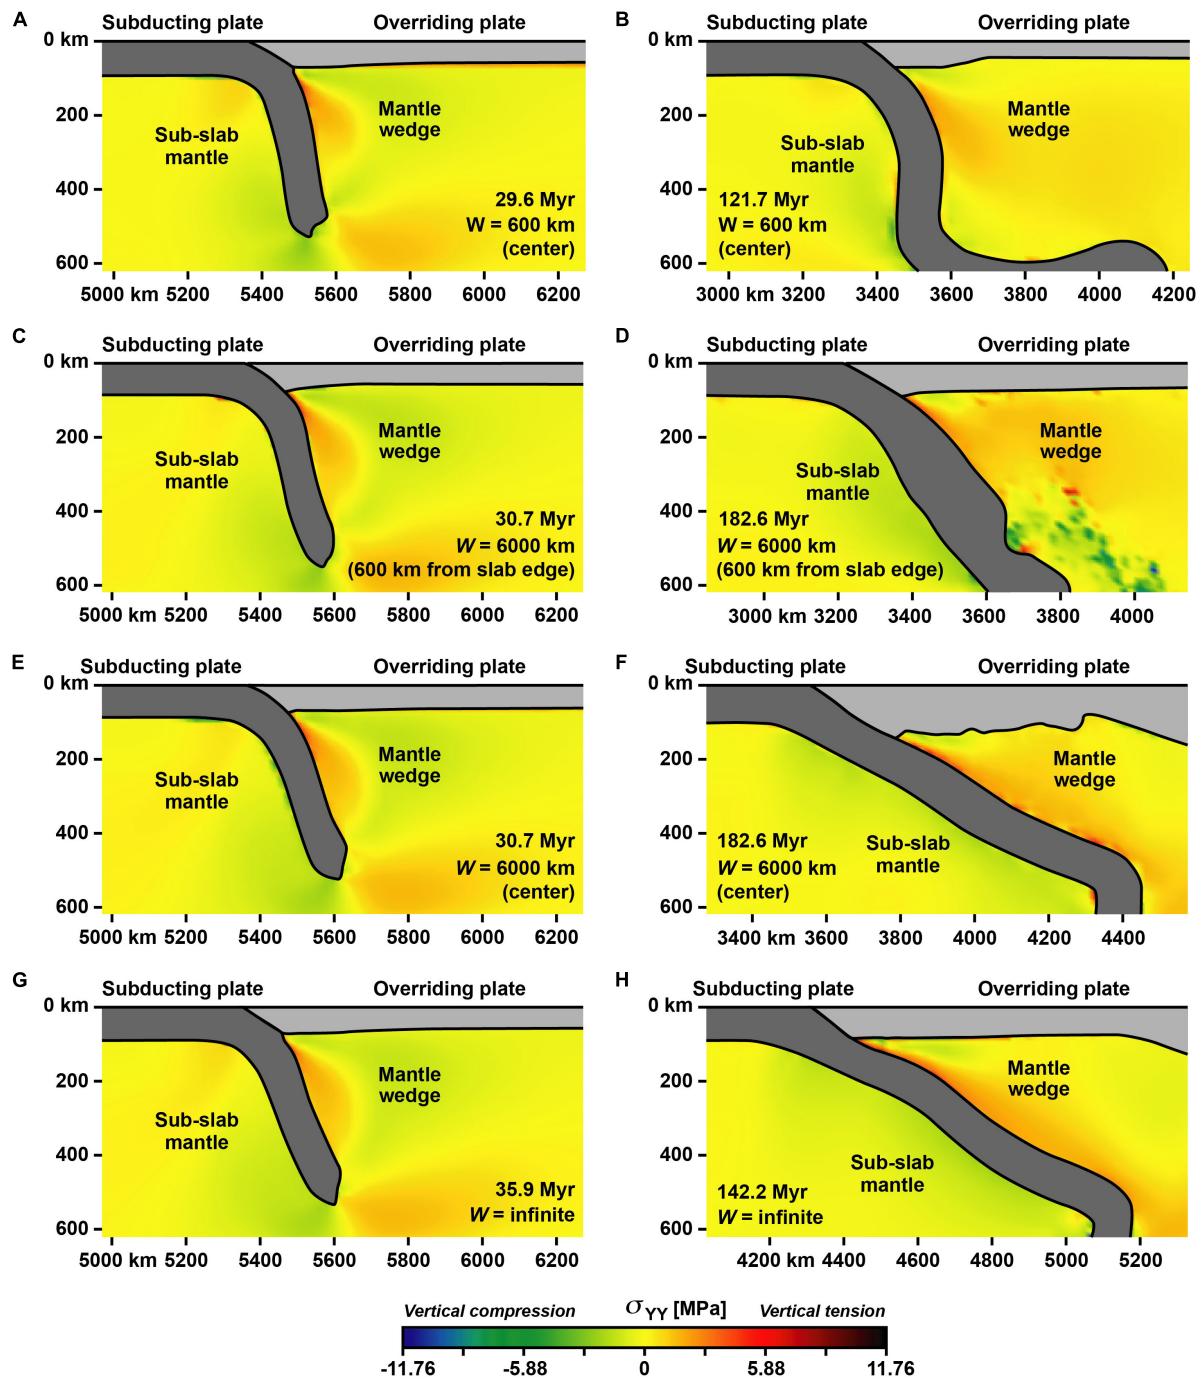 A
Subducting plate
Overriding plate
0 km
200
400
600
Sub-slab
mantle
Mantle
wedge
29.6 Myr
W = 600 km
(center)
5000 km 5200 5400 5600 5800 6000 6200
B
Subducting plate
Overriding plate
0 km
200
400
600
Sub-slab
mantle
Mantle
wedge
121.7 Myr
W = 600 km
(center)
3000 km 3200 3400 3600 3800 4000 4200
C
Subducting plate
Overriding plate
0 km
200
400
600
Sub-slab
mantle
Mantle
wedge
30.7 Myr
W = 6000 km
(600 km from slab edge)
5000 km 5200 5400 5600 5800 6000 6200
D
Subducting plate
Overriding plate
0 km
200
400
600
Sub-slab
mantle
Mantle
wedge
182.6 Myr
W = 6000 km
(600 km from slab edge)
3000 km 3200 3400 3600 3800 4000
E
Subducting plate
Overriding plate
0 km
200
400
600
Sub-slab
mantle
Mantle
wedge
30.7 Myr
W = 6000 km
(center)
5000 km 5200 5400 5600 5800 6000 6200
F
Subducting plate
Overriding plate
0 km
200
400
600
Mantle
wedge
Sub-slab
mantle
182.6 Myr
W = 6000 km
(center)
3400 km 3600 3800 4000 4200 4400
G
Subducting plate
Overriding plate
0 km
200
400
600
Sub-slab
mantle
Mantle
wedge
35.9 Myr
W = infinite
5000 km 5200 5400 5600 5800 6000 6200
H
Subducting plate
Overriding plate
0 km
200
400
600
Mantle
wedge
Sub-slab
mantle
142.2 Myr
W = infinite
4200 km 4400 4600 4800 5000 5200
Vertical compression σYY [MPa] Vertical tension
-11.76 -5.88 0 5.88 11.76